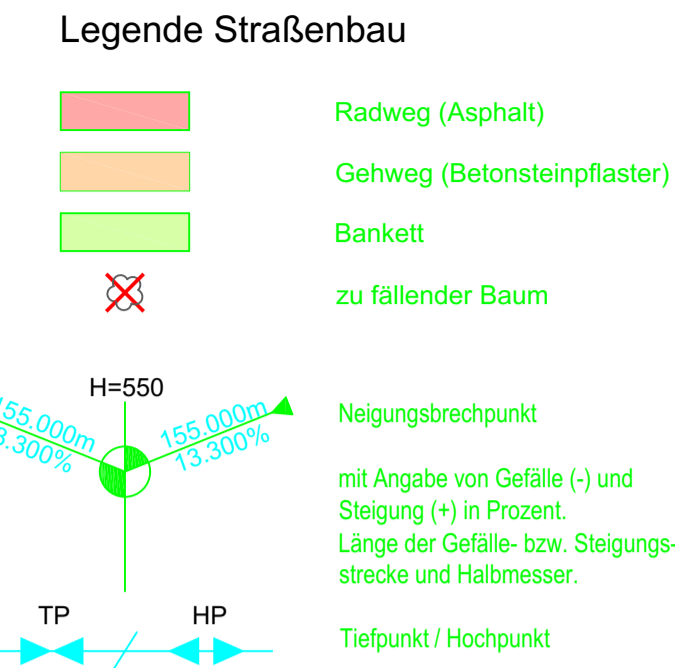 Legende Straßenbau
Radweg (Asphalt)
Gehweg (Betonsteinpflaster)
Bankett
zu fällender Baum
H=550
155.000m
3.300%
155.000m
13.300%
Neigungsbrechpunkt
mit Angabe von Gefälle (-) und
Steigung (+) in Prozent.
Länge der Gefälle- bzw. Steigungs-
strecke und Halbmesser.
TP
HP
Tiefpunkt / Hochpunkt